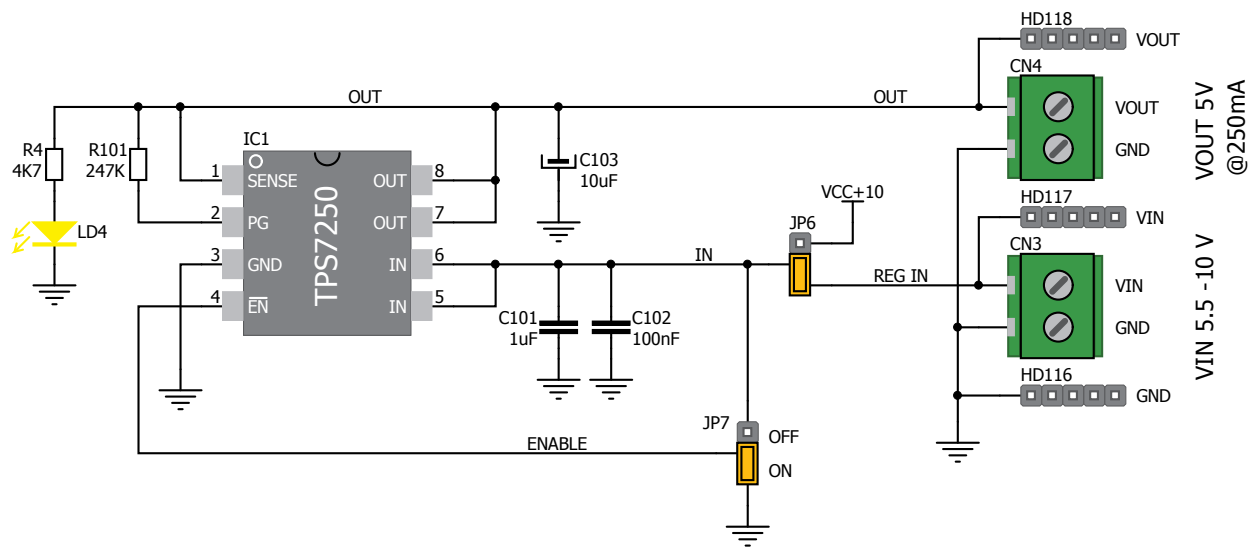 HD118
VOUT
CN4
OUT
OUT
VOUT
GND
VOUT 5V
@250mA
R4
4K7
R101
247K
IC1
1
SENSE
OUT
8
2
PG
OUT
7
3
GND
IN
6
4
EN
IN
5
TPS7250
LD4
C103
10uF
VCC+10
JP6
IN
REG IN
HD117
VIN
CN3
VIN
GND
VIN 5.5 -10 V
C101
1uF
C102
100nF
HD116
GND
JP7
OFF
ON
ENABLE